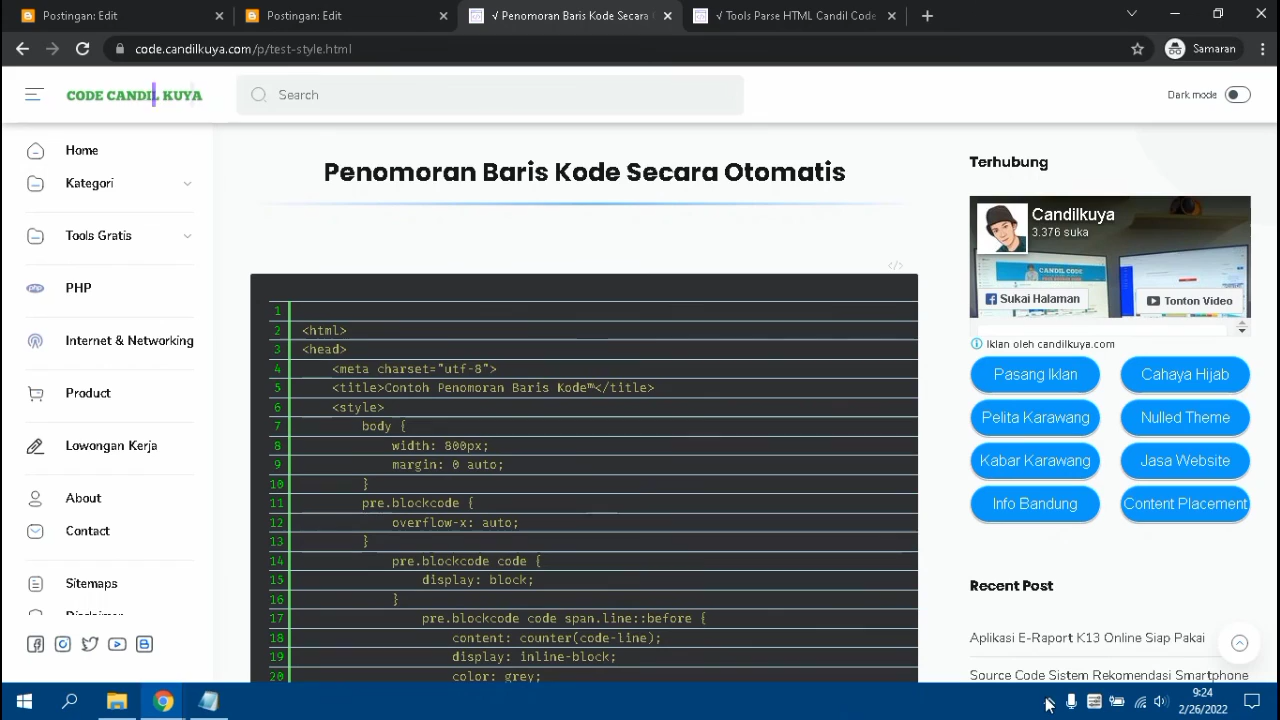 Postingan: Edit
Postingan: Edit
√ Penomoran Baris Kode Secara
√ Tools Parse HTML Candil Code
code.candilkuya.com/p/test-style.html
Samaran
CODE CANDIL KUYA
Search
Dark mode
Home
Kategori
Tools Gratis
PHP
php
Internet & Networking
Product
Lowongan Kerja
About
Contact
Sitemaps
Disclaimer
Penomoran Baris Kode Secara Otomatis
</>
1
2 <html>
3 <head>
4 <meta charset="utf-8">
5 <title>Contoh Penomoran Baris Kode™</title>
6 <style>
7 body {
8 width: 800px;
9 margin: 0 auto;
10 }
11 pre.blockcode {
12 overflow-x: auto;
13 }
14 pre.blockcode code {
15 display: block;
16 }
17 pre.blockcode code span.line::before {
18 content: counter(code-line);
19 display: inline-block;
20 color: grey;
Terhubung
Candilkuya
3.376 suka
CANDIL CODE
Sukai Halaman
Tonton Video
Iklan oleh candilkuya.com
Pasang Iklan
Cahaya Hijab
Pelita Karawang
Nulled Theme
Kabar Karawang
Jasa Website
Info Bandung
Content Placement
Recent Post
Aplikasi E-Raport K13 Online Siap Pakai
Source Code Sistem Rekomendasi Smartphone
9:24
2/26/2022